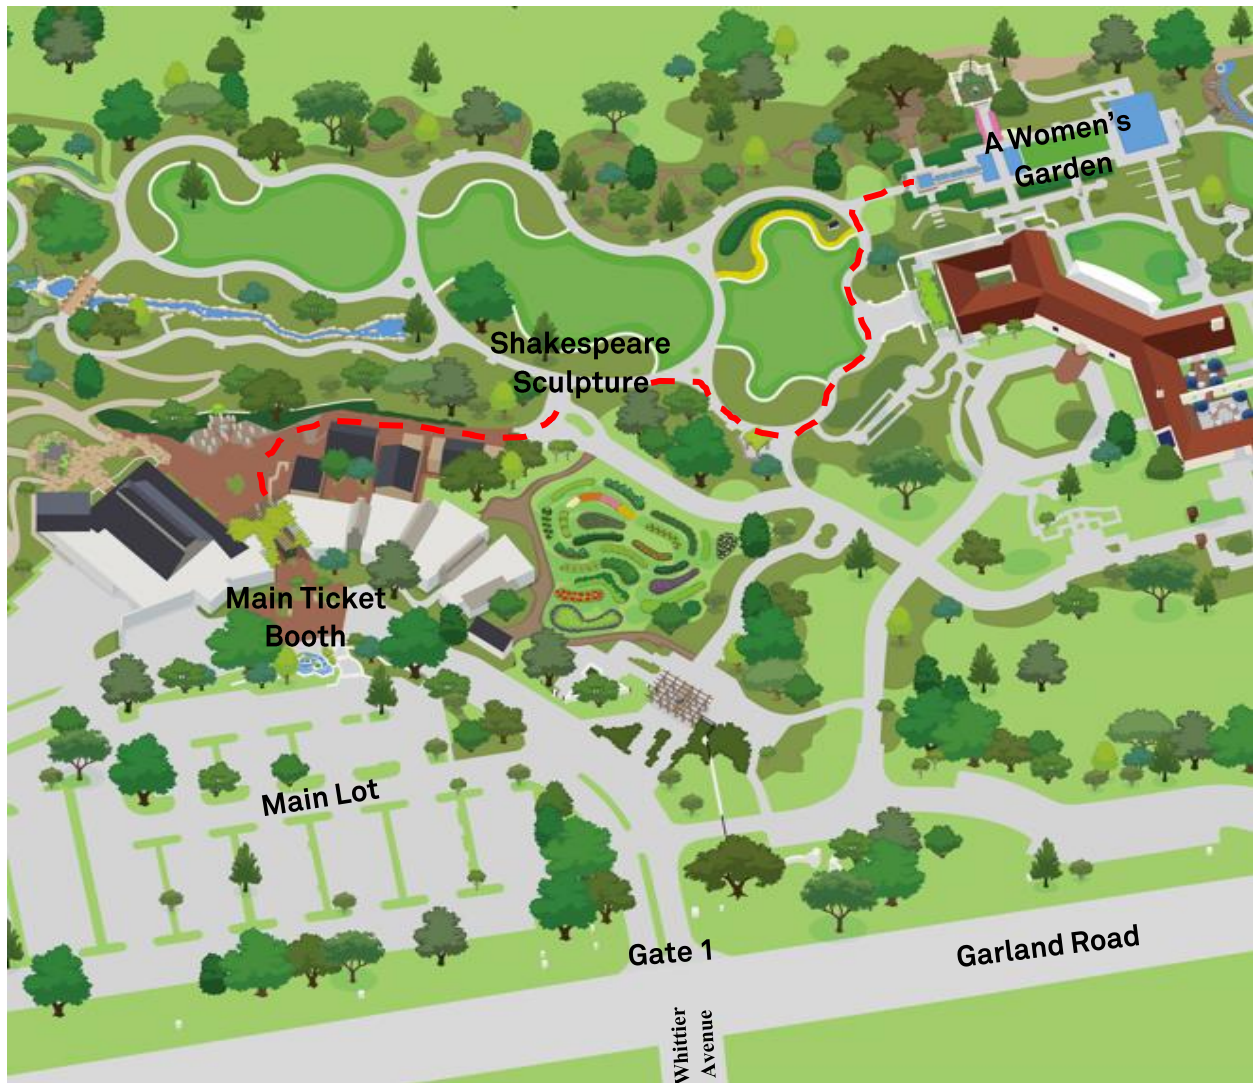 A Women's
Garden
Shakespeare
Sculpture
Main Ticket
Booth
Main Lot
Gate 1
Garland Road
Whittier
Avenue